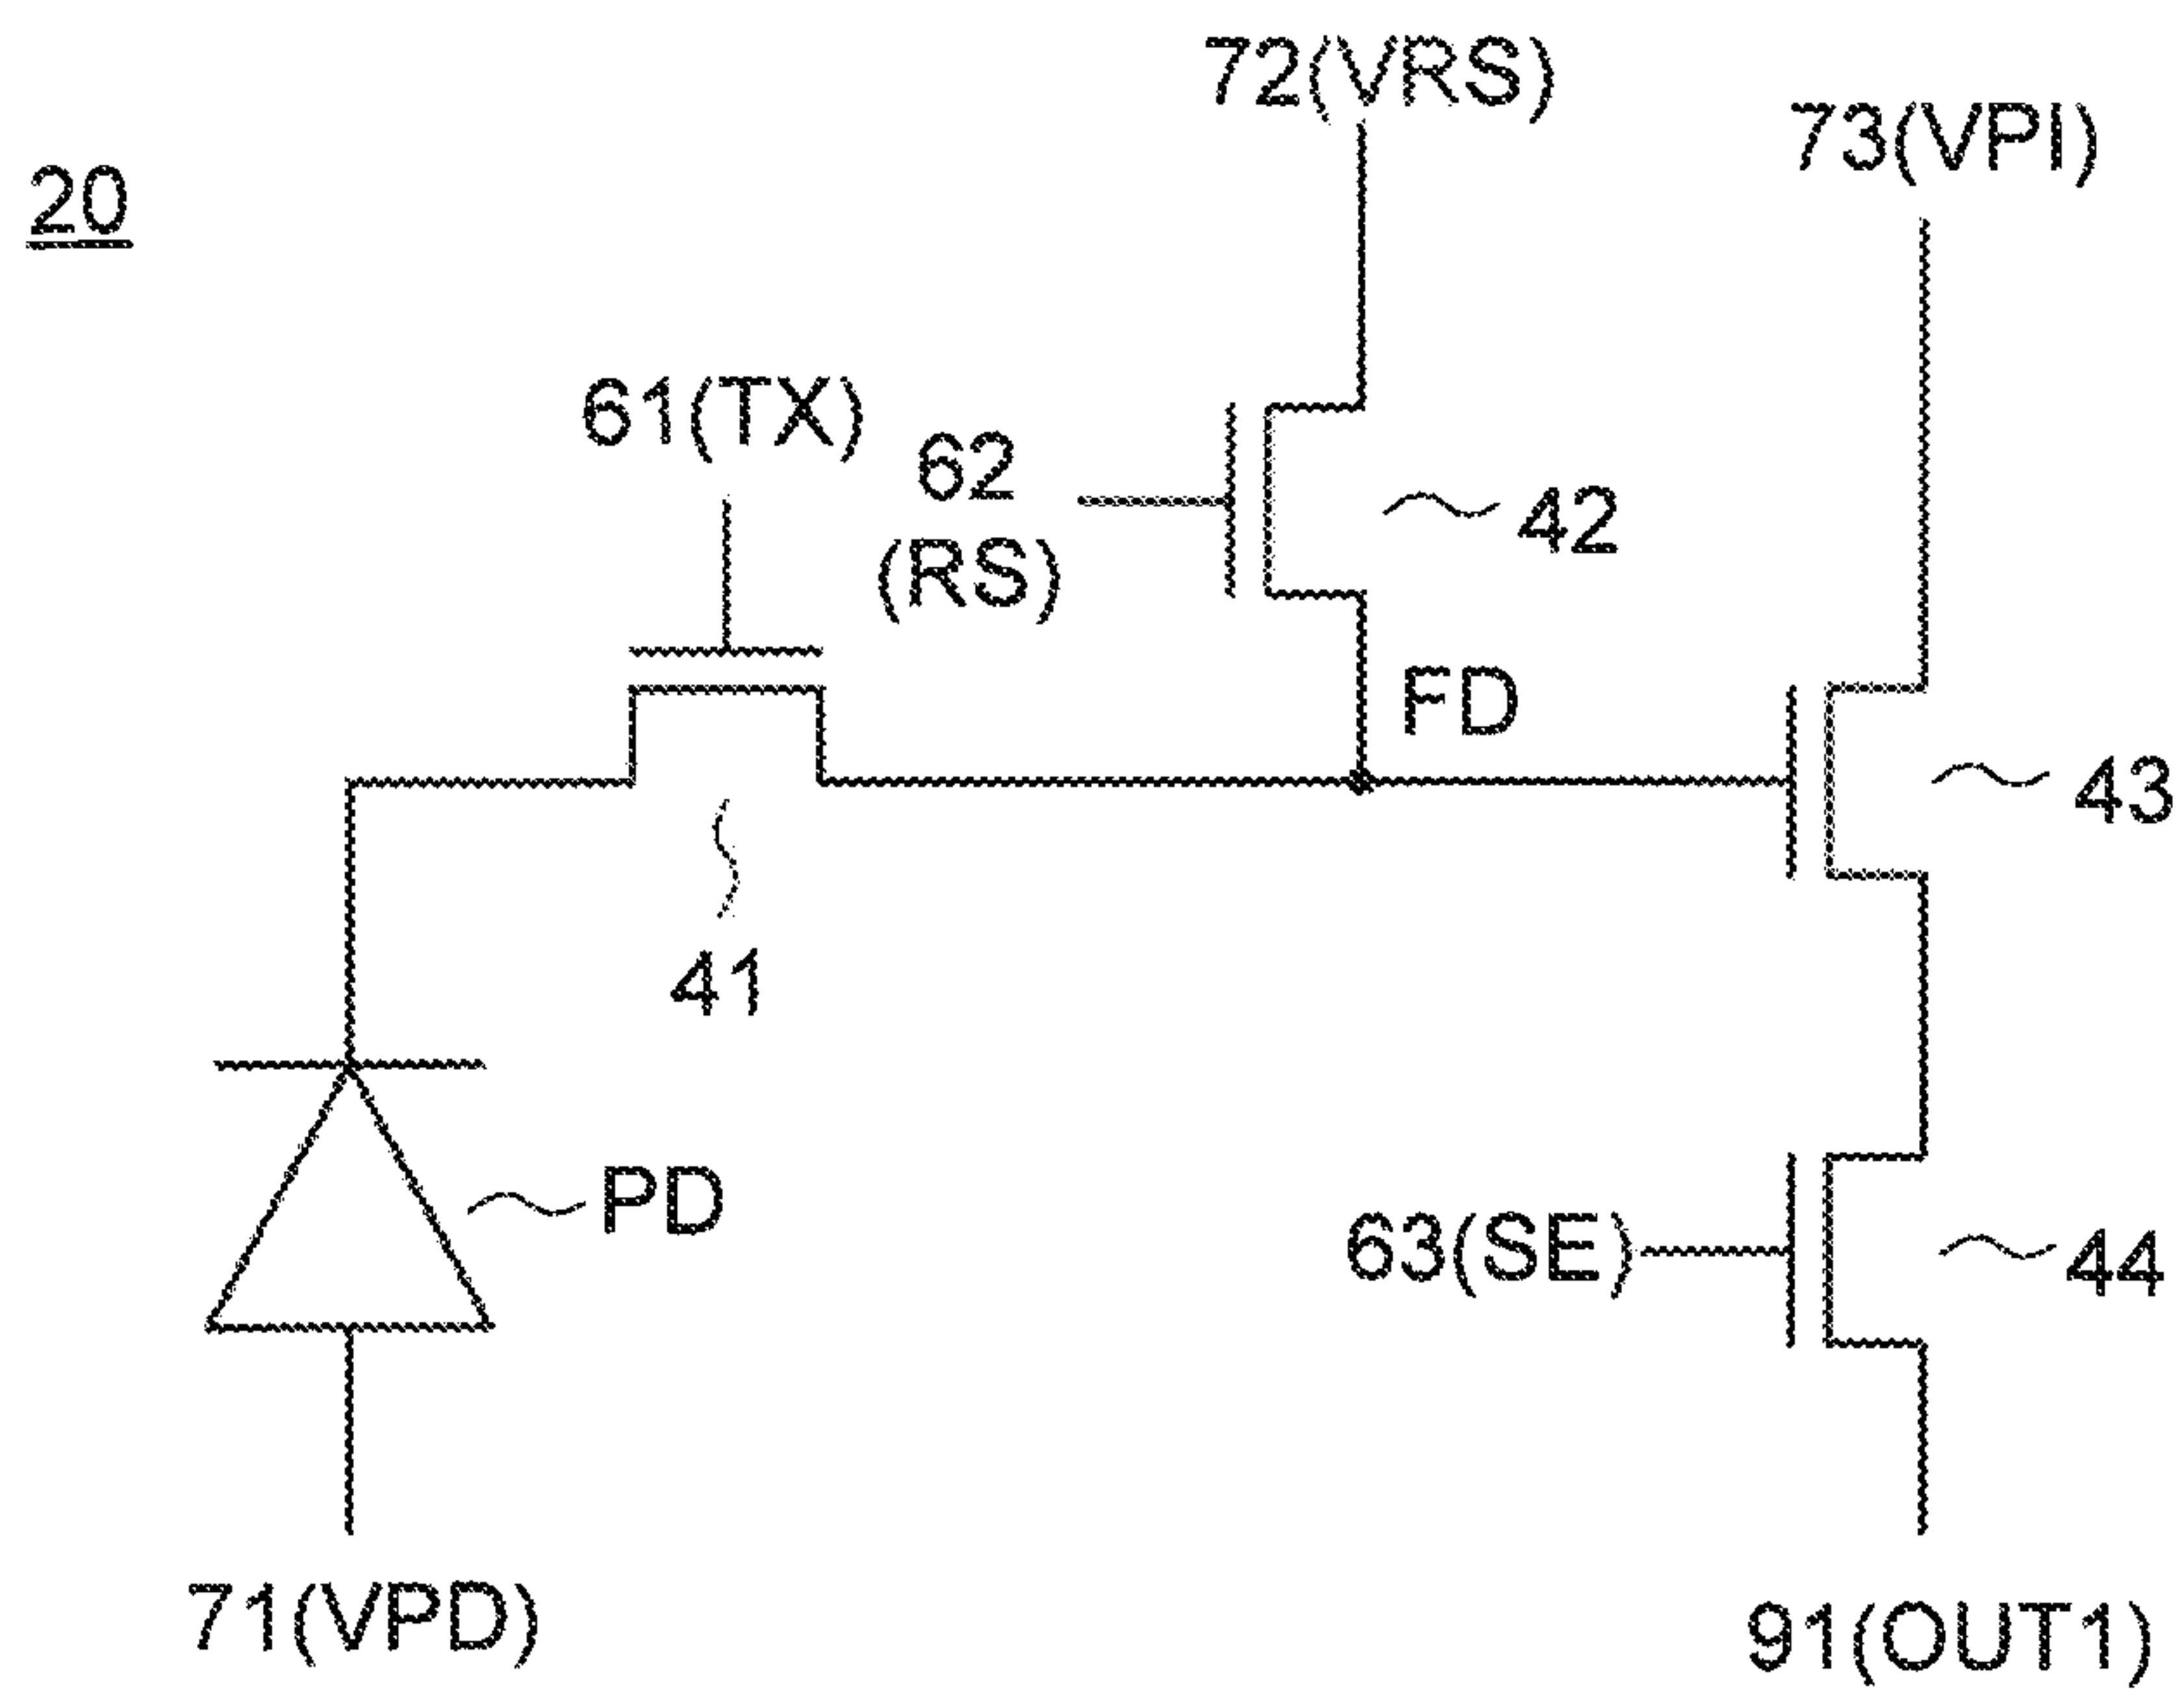 72(VRS)
73(VPI)
20
61(TX)
62
(RS)
42
FD
43
41
PD
63(SE)
44
71(VPD)
91(OUT1)